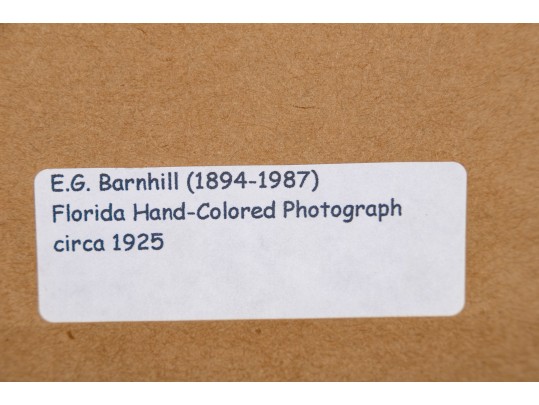 E.G. Barnhill (1894-1987)
Florida Hand-Colored Photograph
circa 1925